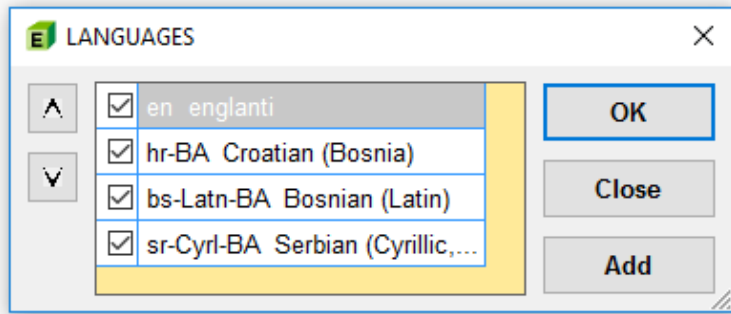 E LANGUAGES
en englanti
hr-BA Croatian (Bosnia)
bs-Latn-BA Bosnian (Latin)
sr-Cyrl-BA Serbian (Cyrillic,...
OK
Close
Add